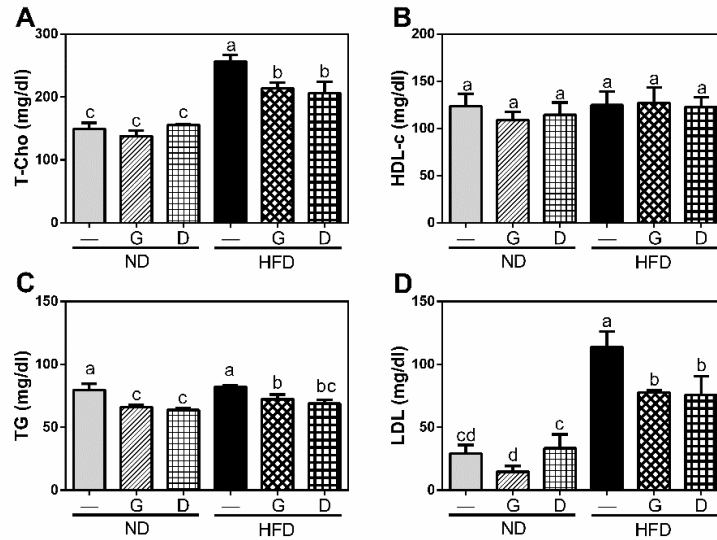 A
T-Cho (mg/dl)
300
200
100
0
c
c
c
a
b
b
— G D — G D
ND HFD
B
HDL-c (mg/dl)
200
150
100
50
0
a
a
a
a
a
a
— G D — G D
ND HFD
C
TG (mg/dl)
150
100
50
0
a
c
c
a
b
bc
— G D — G D
ND HFD
D
LDL (mg/dl)
150
100
50
0
cd
d
c
a
b
b
— G D — G D
ND HFD